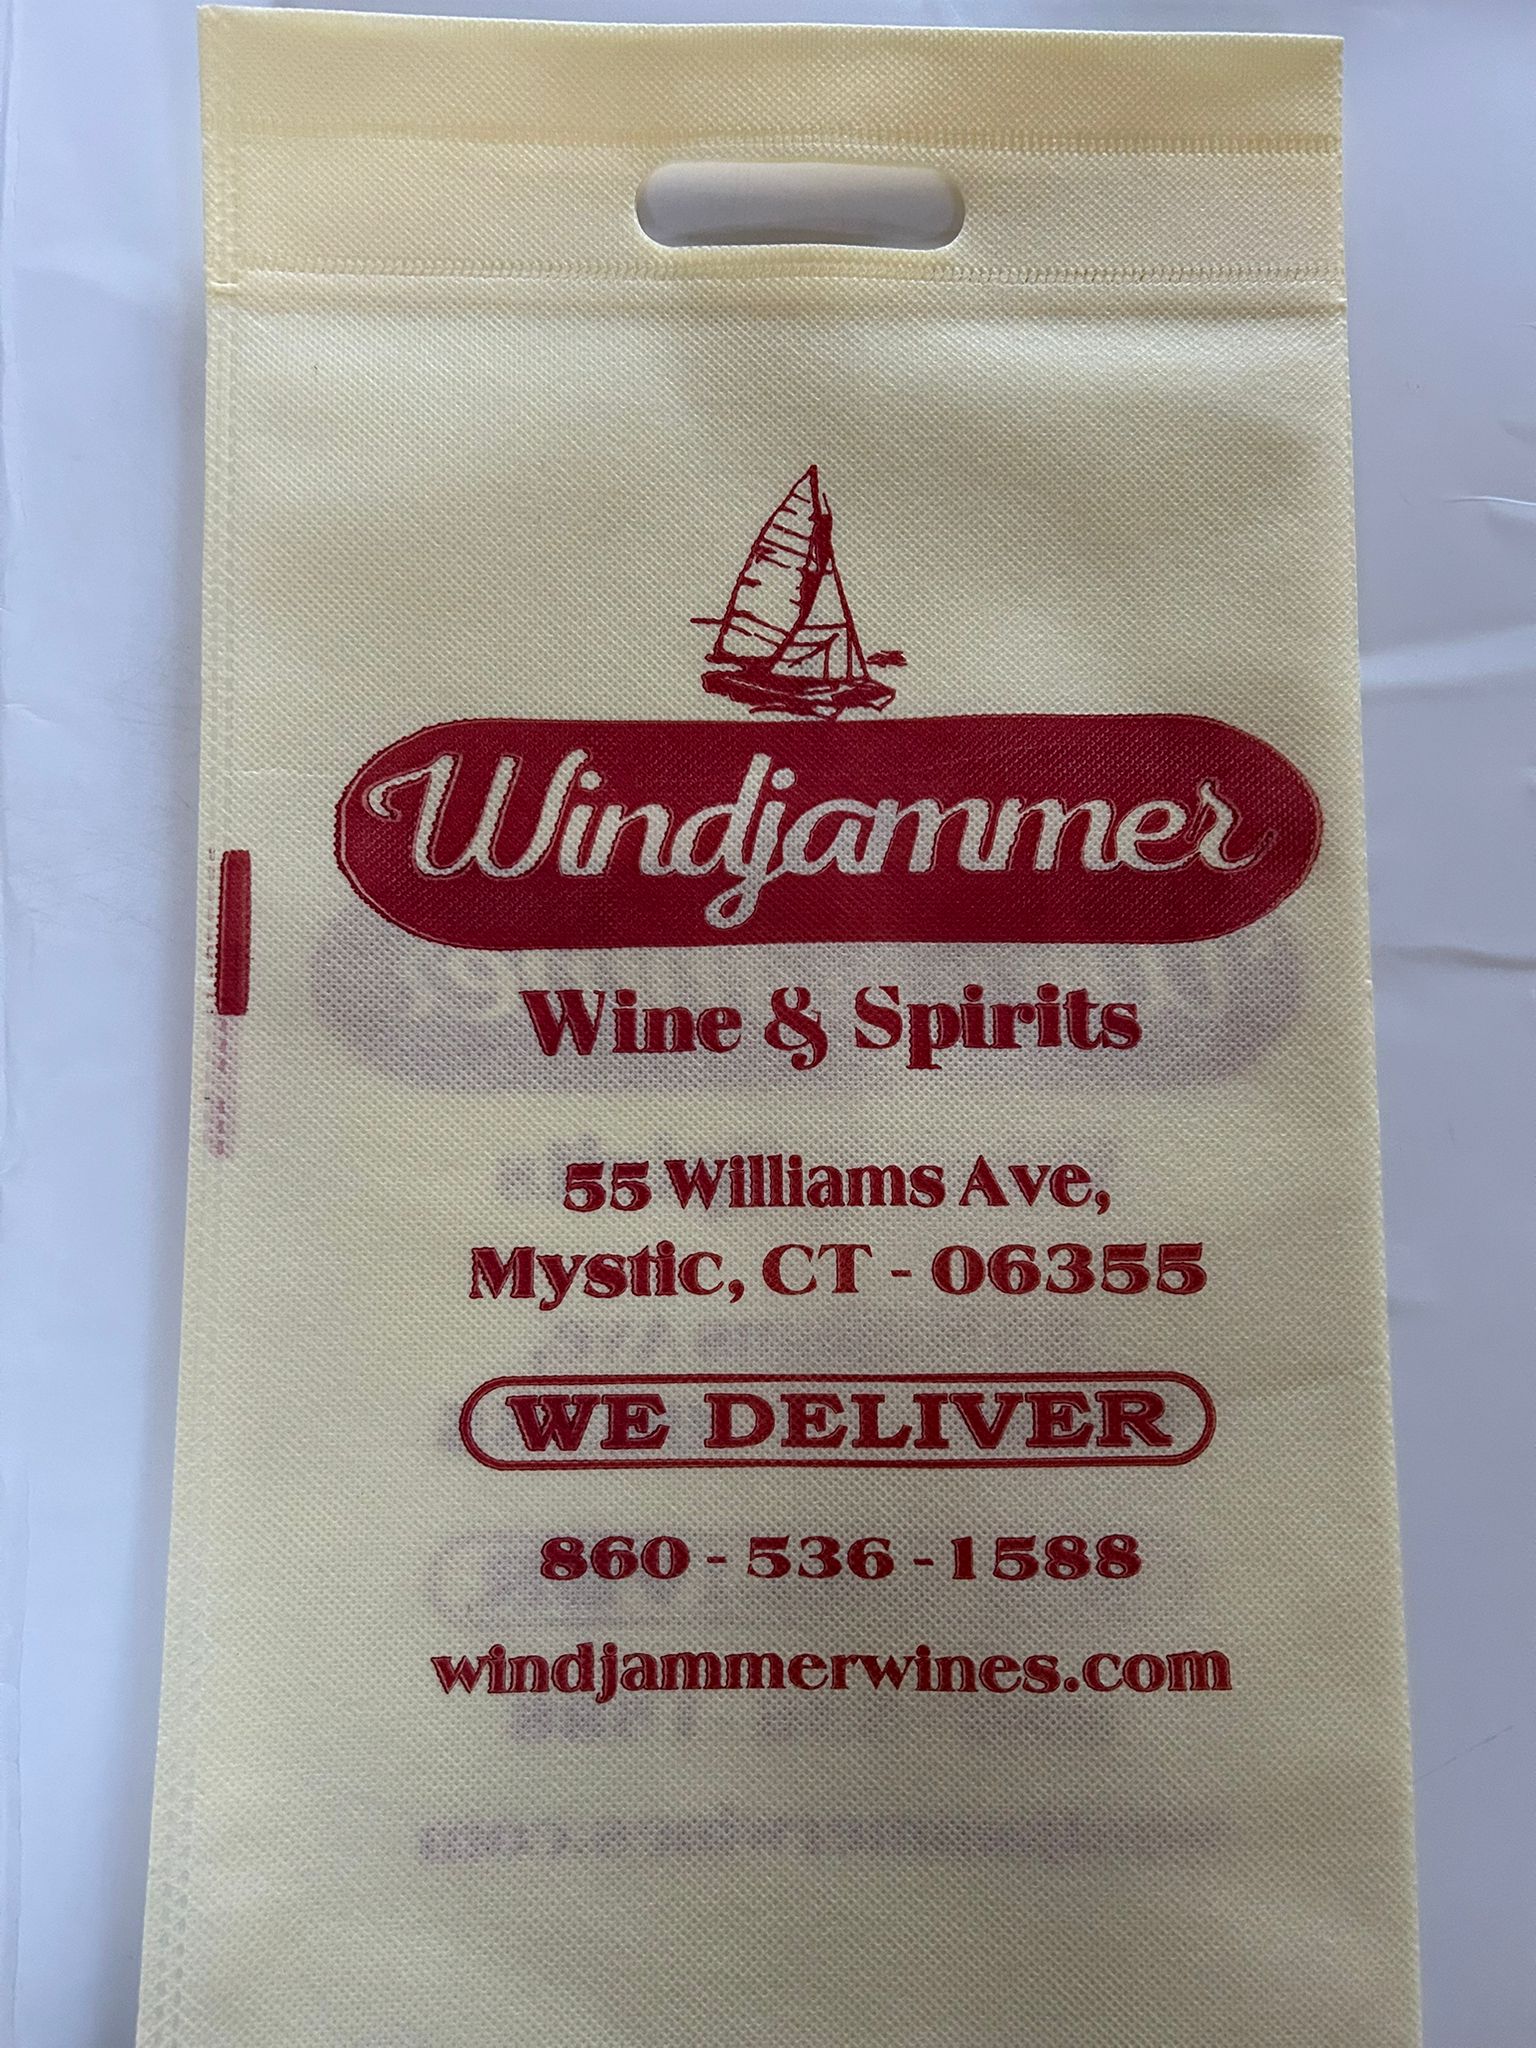 Windjammer
Wine & Spirits
55 Williams Ave,
Mystic, CT - 06355
WE DELIVER
860 - 536 - 1588
windjammerwines.com